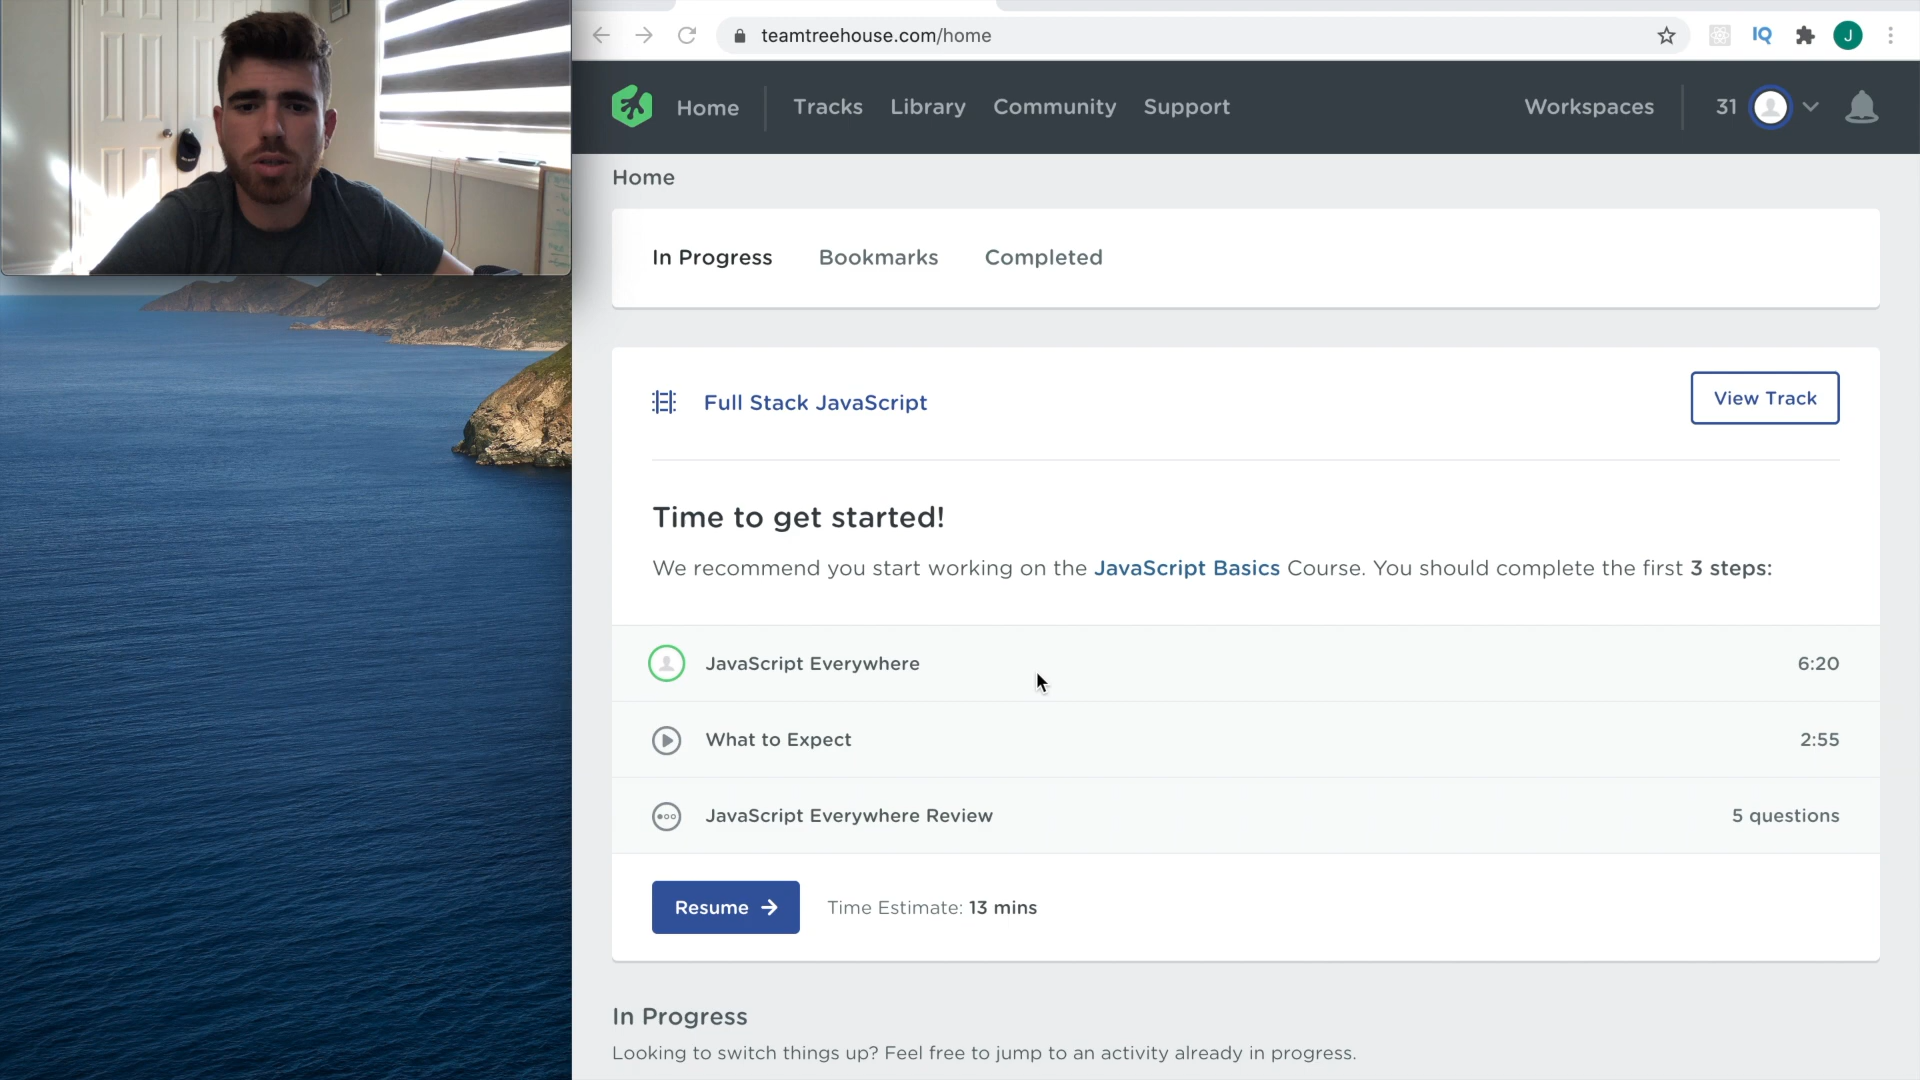 teamtreehouse.com/home
IQ
J
Home
Tracks
Library
Community
Support
Workspaces
31
Home
In Progress
Bookmarks
Completed
Full Stack JavaScript
View Track
Time to get started!
We recommend you start working on the JavaScript Basics Course. You should complete the first 3 steps:
JavaScript Everywhere
6:20
What to Expect
2:55
JavaScript Everywhere Review
5 questions
Resume
Time Estimate: 13 mins
In Progress
Looking to switch things up? Feel free to jump to an activity already in progress.